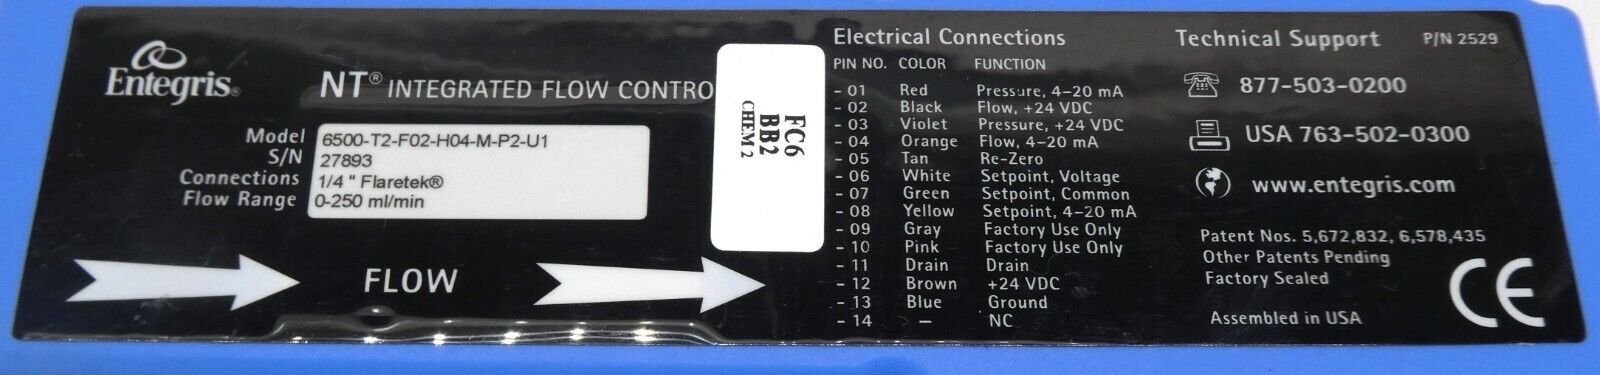 Entegris®
NT® INTEGRATED FLOW CONTRO
Model 6500-T2-F02-H04-M-P2-U1
S/N 27893
Connections 1/4 " Flaretek®
Flow Range 0-250 ml/min
FLOW
FC6
BB2
CHEM 2
Electrical Connections
PIN NO. COLOR FUNCTION
- 01 Red Pressure, 4-20 mA
- 02 Black Flow, +24 VDC
- 03 Violet Pressure, +24 VDC
- 04 Orange Flow, 4-20 mA
- 05 Tan Re-Zero
- 06 White Setpoint, Voltage
- 07 Green Setpoint, Common
- 08 Yellow Setpoint, 4-20 mA
- 09 Gray Factory Use Only
- 10 Pink Factory Use Only
- 11 Drain Drain
- 12 Brown +24 VDC
- 13 Blue Ground
- 14 – NC
Technical Support P/N 2529
877-503-0200
USA 763-502-0300
www.entegris.com
Patent Nos. 5,672,832, 6,578,435
Other Patents Pending
Factory Sealed
CE
Assembled in USA